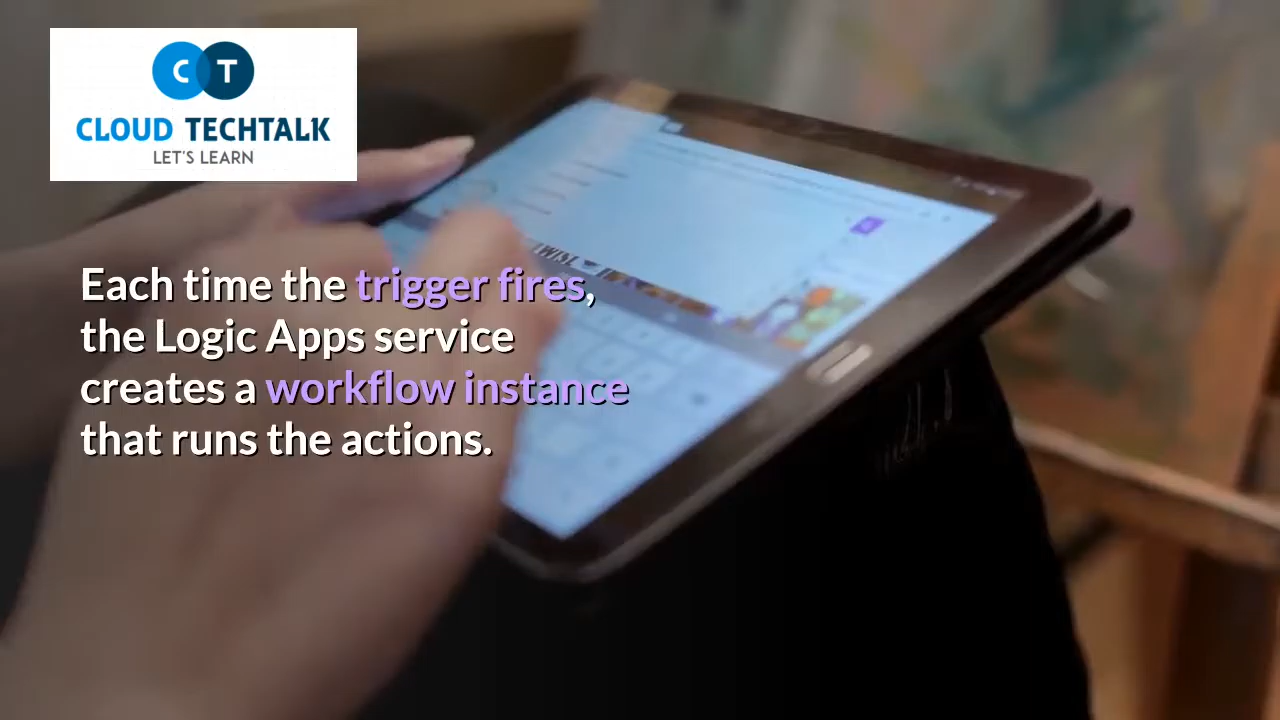 C T
CLOUD TECHTALK
LET'S LEARN
Each time the trigger fires,
the Logic Apps service
creates a workflow instance
that runs the actions.